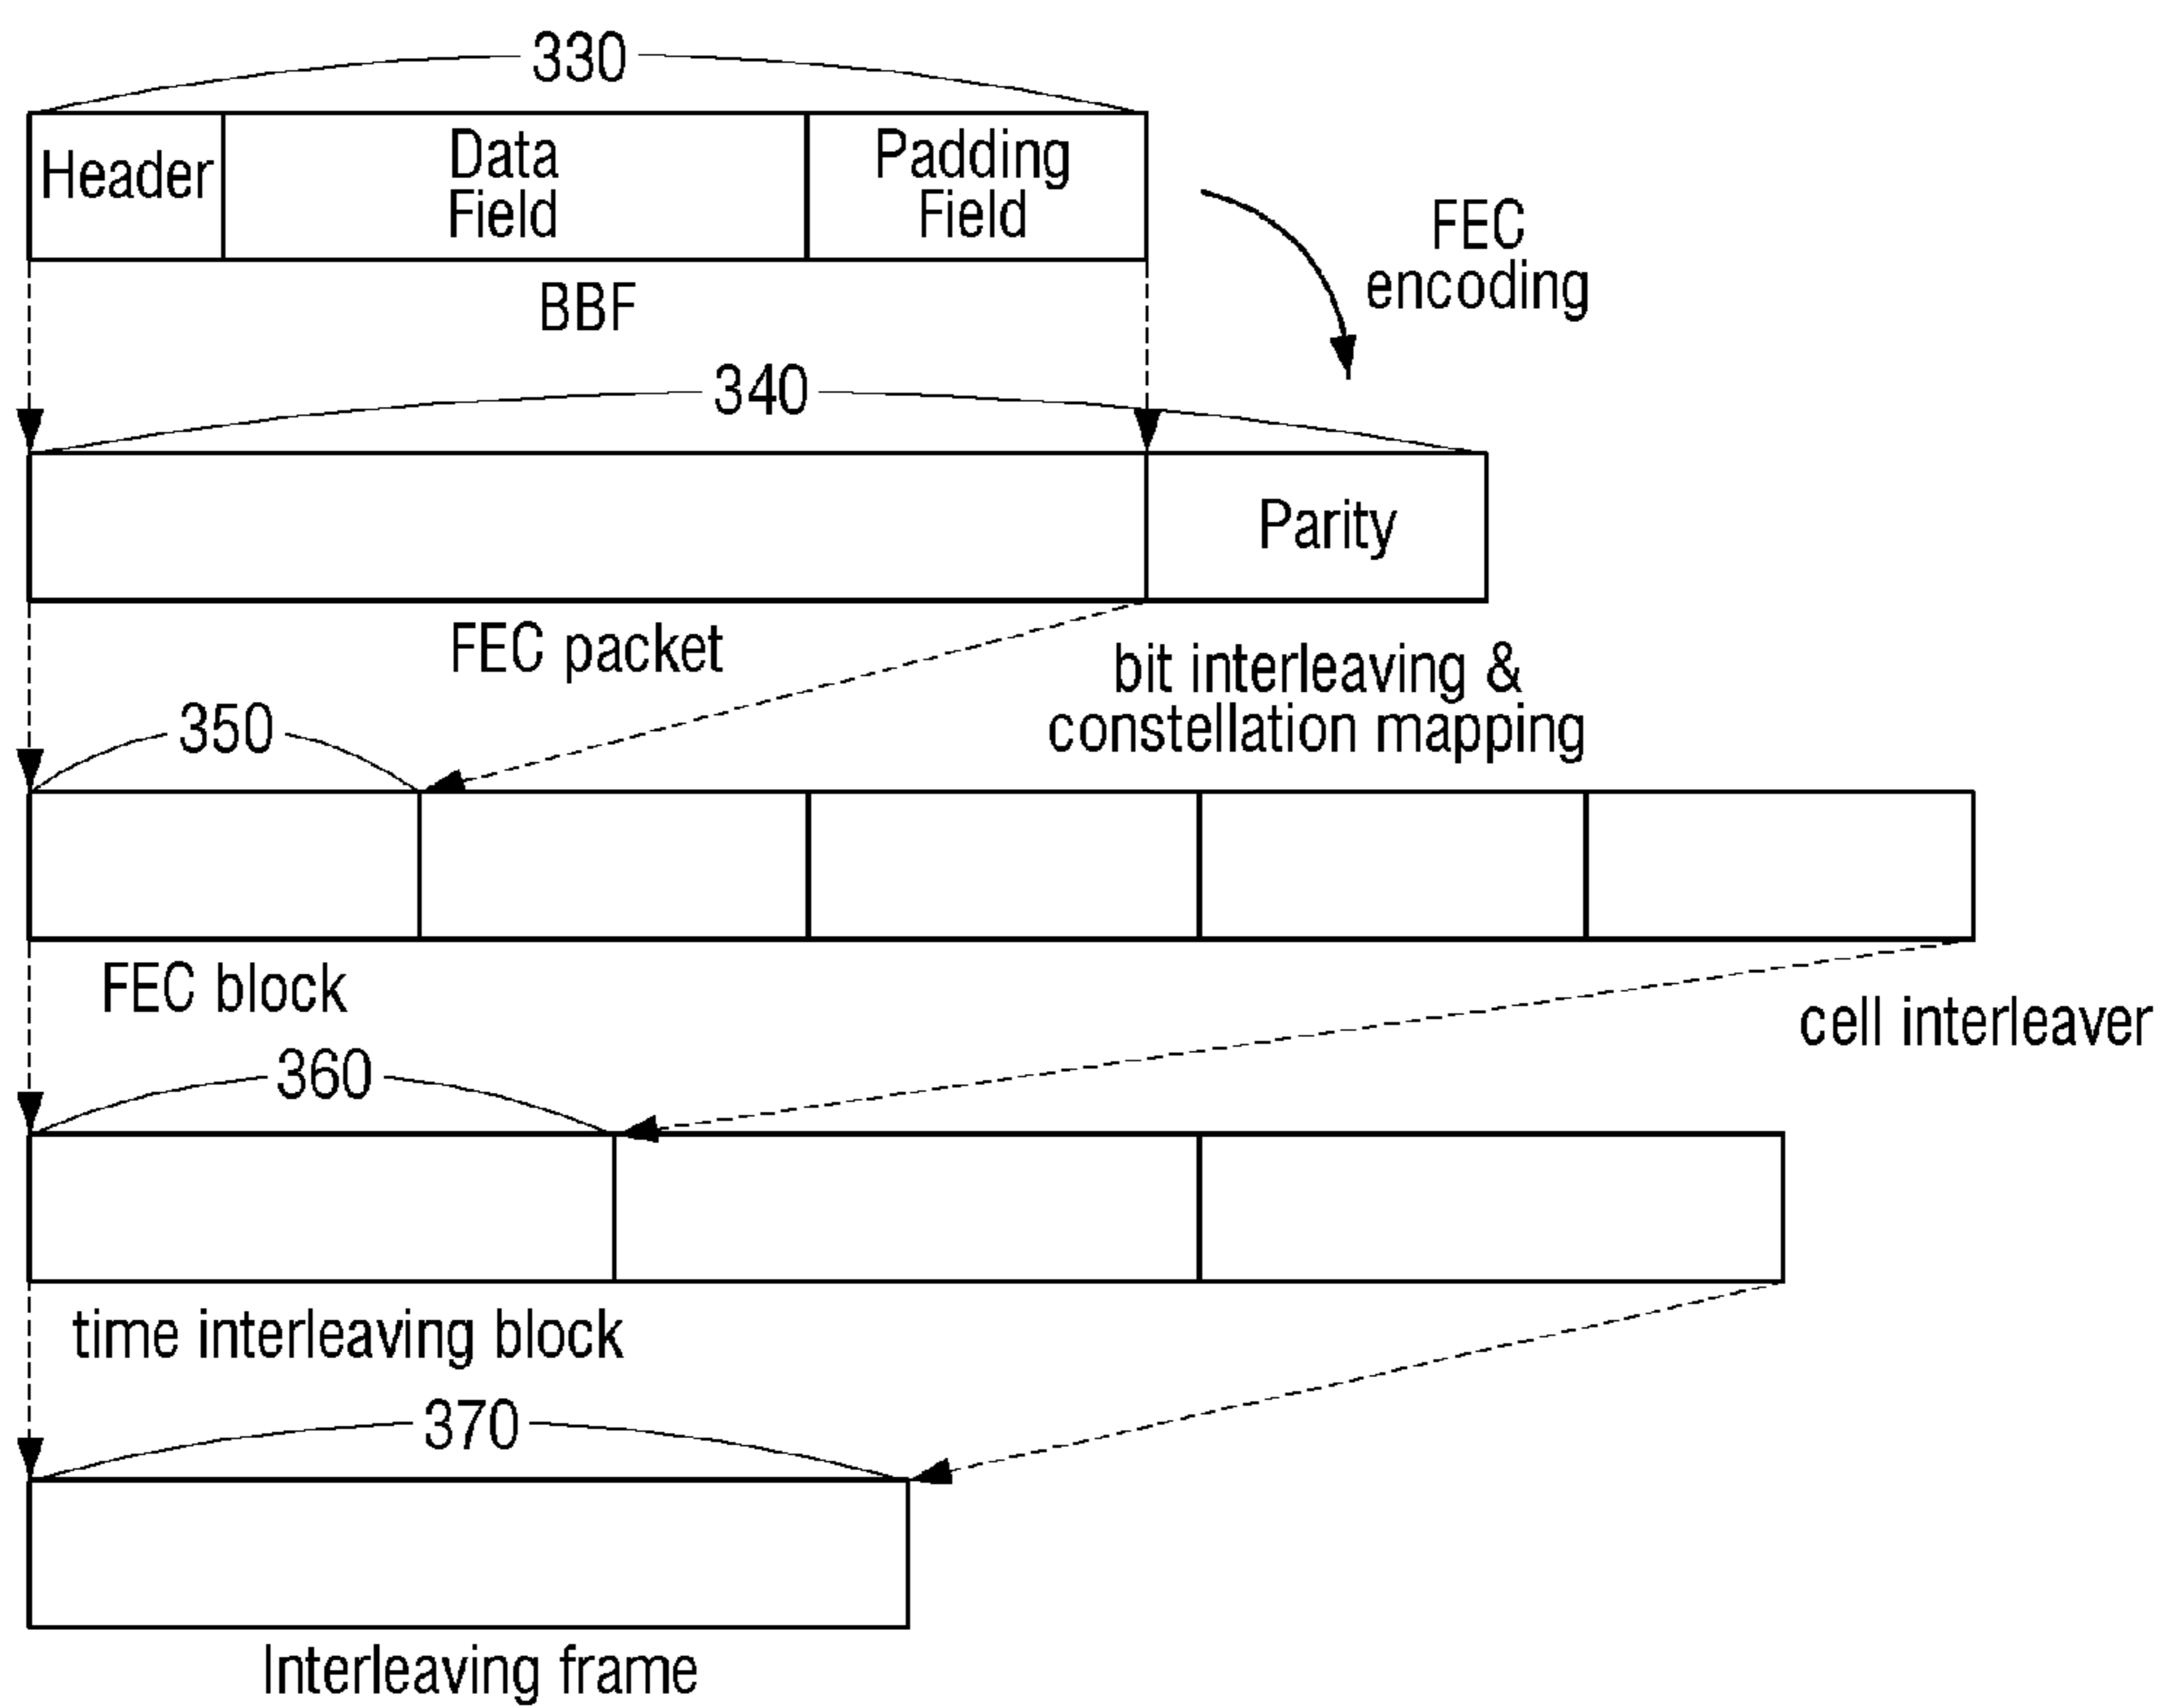 330
Header
Data
Field
Padding
Field
FEC
encoding
BBF
340
Parity
FEC packet
bit interleaving &
constellation mapping
350
FEC block
cell interleaver
360
time interleaving block
370
Interleaving frame